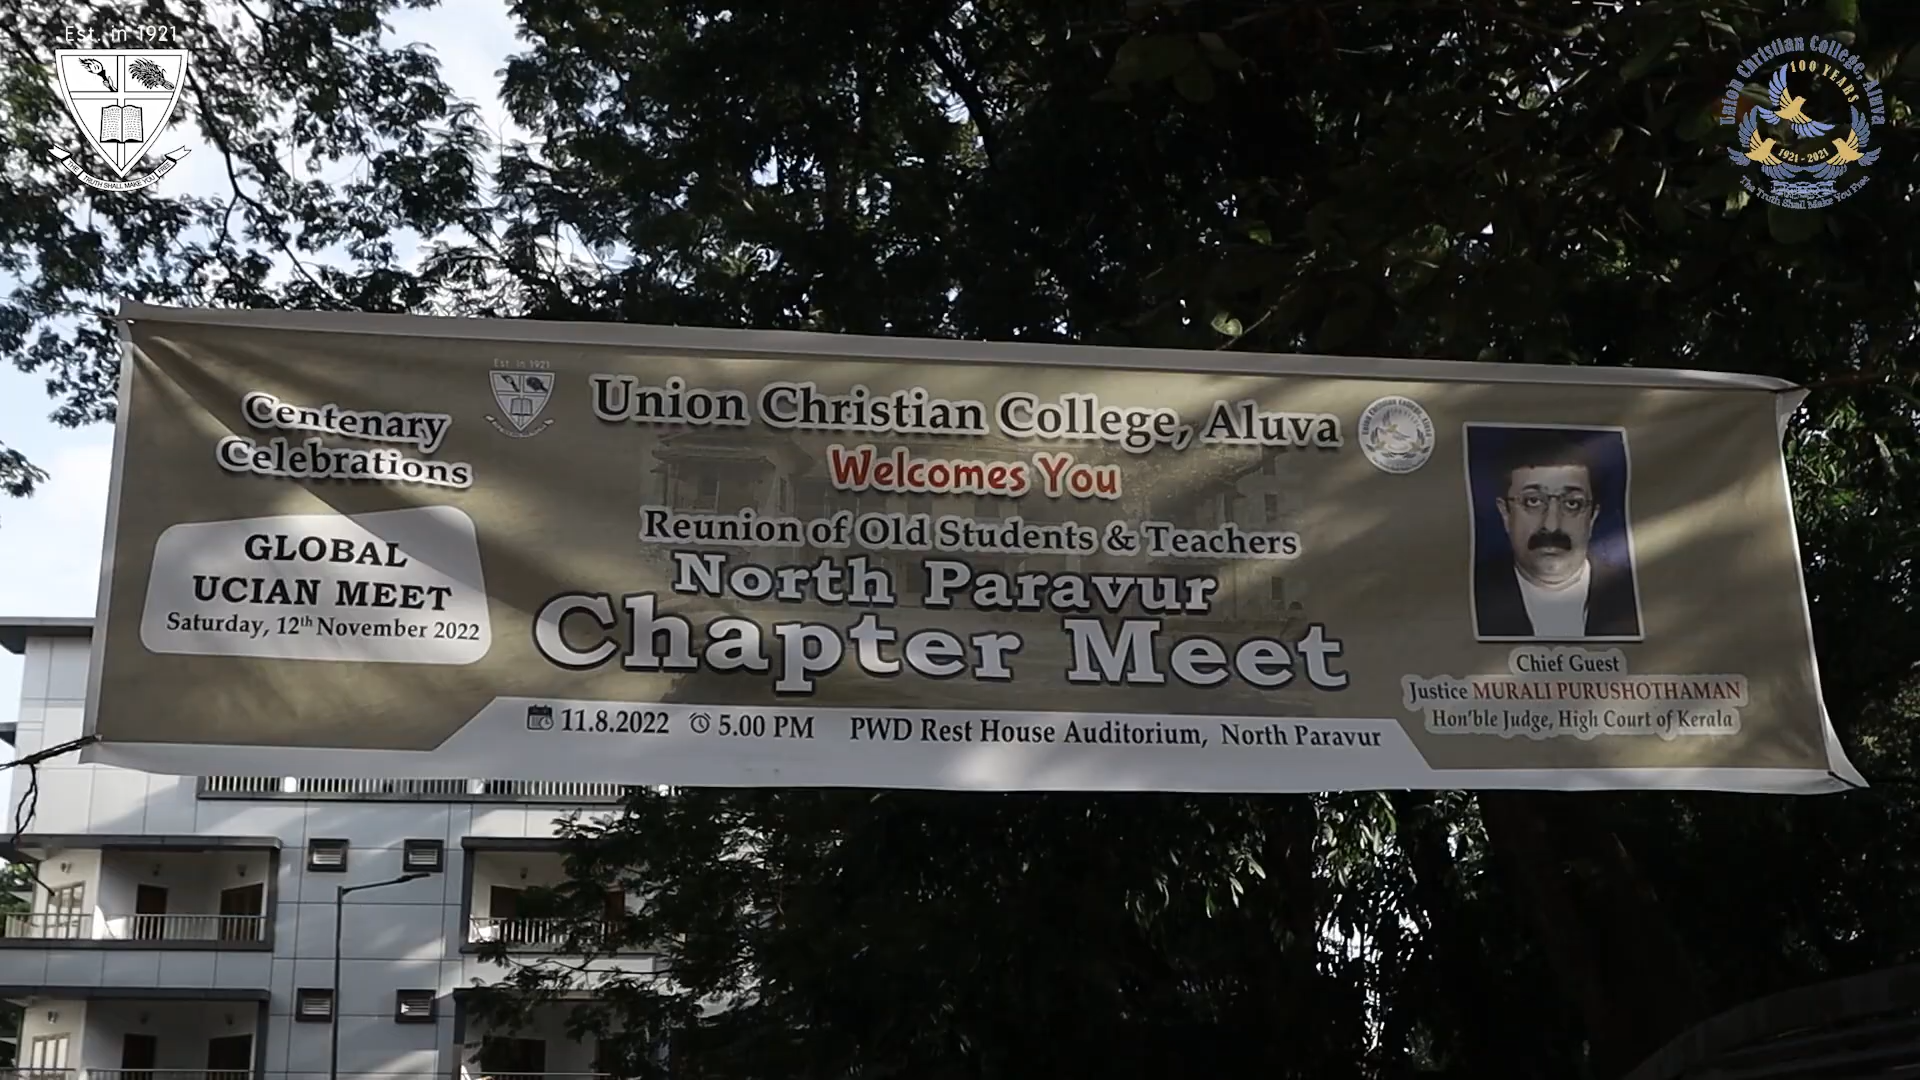 Est. in 1921
THE TRUTH SHALL MAKE YOU FREE
Union Christian College, Aluva
100 YEARS
1921 - 2021
The Truth Shall Make You Free
Centenary
Celebrations
GLOBAL
UCIAN MEET
Saturday, 12th November 2022
Est. in 1921
Union Christian College, Aluva
Welcomes You
Reunion of Old Students & Teachers
North Paravur
Chapter Meet
11.8.2022 5.00 PM PWD Rest House Auditorium, North Paravur
Chief Guest
Justice MURALI PURUSHOTHAMAN
Hon'ble Judge, High Court of Kerala